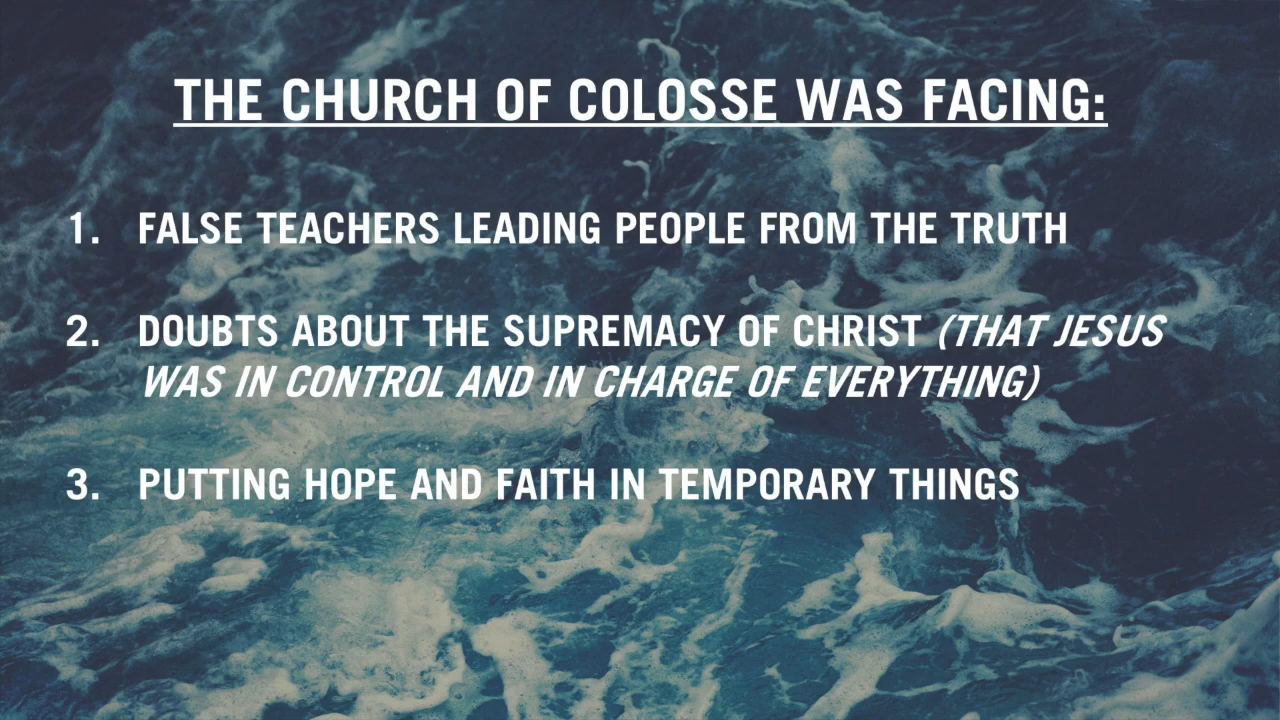 THE CHURCH OF COLOSSE WAS FACING:
1. FALSE TEACHERS LEADING PEOPLE FROM THE TRUTH
2. DOUBTS ABOUT THE SUPREMACY OF CHRIST (THAT JESUS
WAS IN CONTROL AND IN CHARGE OF EVERYTHING)
3. PUTTING HOPE AND FAITH IN TEMPORARY THINGS